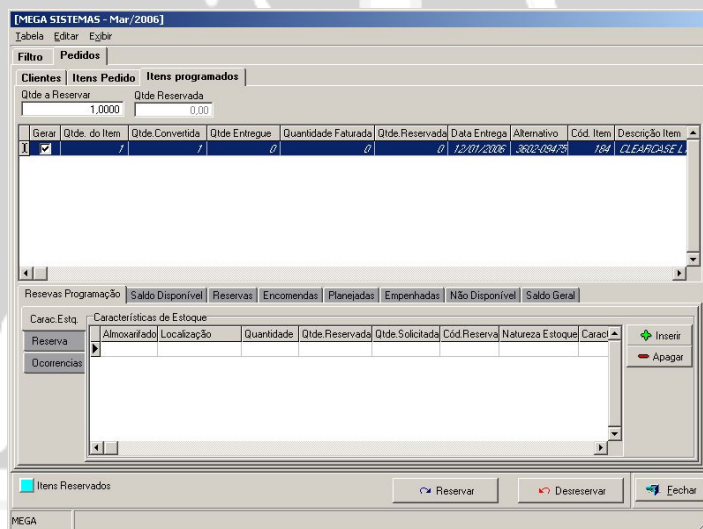 [MEGA SISTEMAS - Mar/2006]
Tabela Editar Exibir
Filtro Pedidos
Clientes Itens Pedido Itens programados
Qtde a Reservar Qtde Reservada
1,0000 0,00
Gerar Qtde. do Item Qtde.Convertida Qtde Entregue Quantidade Faturada Qtde.Reservada Data Entrega Alternativo Cód. Item Descrição Item
1 1 0 0 0 12/01/2006 3602-09475 184 CLEARCASE L
Resevas Programação Saldo Disponível Reservas Encomendas Planejadas Empenhadas Não Disponível Saldo Geral
Carac.Estq. Características de Estoque
Almoxarifado Localização Quantidade Qtde.Reservada Qtde.Solicitada Cód.Reserva Natureza Estoque Caract
Inserir
Reserva
Apagar
Ocorrencias
Itens Reservados Reservar Desreservar Fechar
MEGA